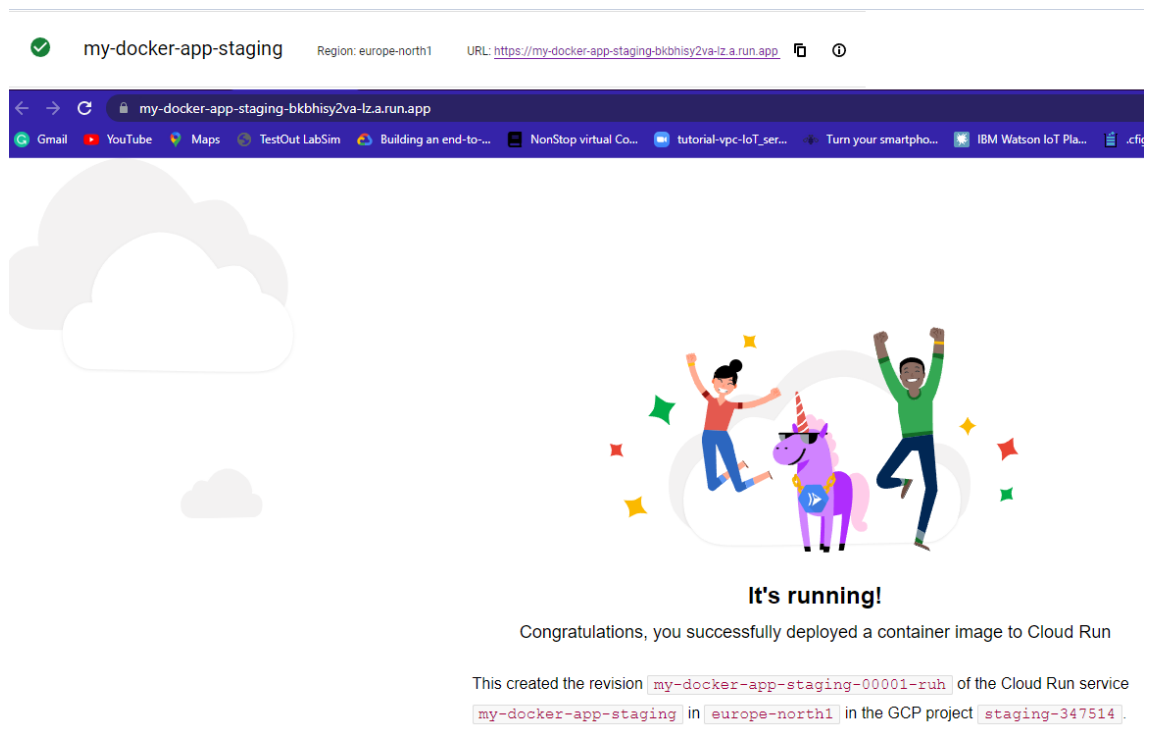 my-docker-app-staging Region: europe-north1 URL: https://my-docker-app-staging-bkbhisy2va-lz.a.run.app
my-docker-app-staging-bkbhisy2va-lz.a.run.app
Gmail YouTube Maps TestOut LabSim Building an end-to-... NonStop virtual Co... tutorial-vpc-IoT_ser... Turn your smartpho... IBM Watson IoT Pla... .cfig
It's running!
Congratulations, you successfully deployed a container image to Cloud Run
This created the revision my-docker-app-staging-00001-ruh of the Cloud Run service
my-docker-app-staging in europe-north1 in the GCP project staging-347514 .